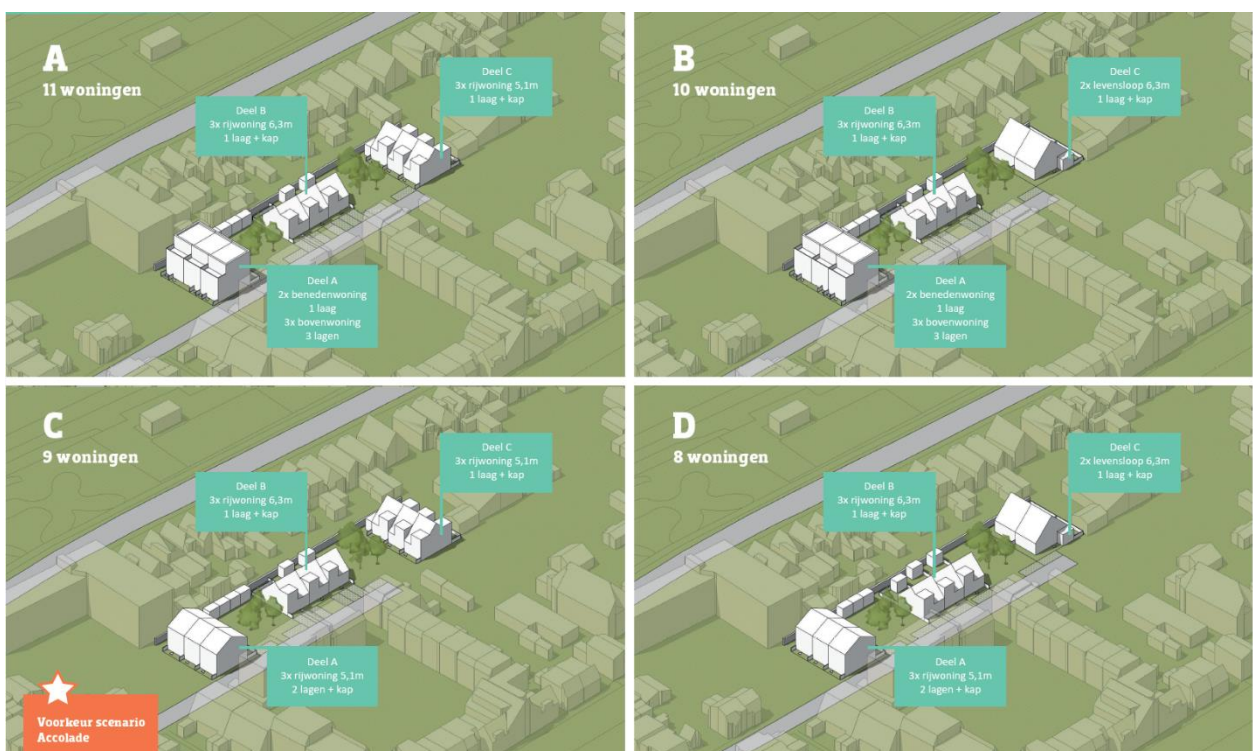 A
11 woningen
Deel B
3x rijwoning 6,3m
1 laag + kap
Deel C
3x rijwoning 5,1m
1 laag + kap
Deel A
2x benedenwoning
1 laag
3x bovenwoning
3 lagen
B
10 woningen
Deel B
3x rijwoning 6,3m
1 laag + kap
Deel C
2x levensloop 6,3m
1 laag + kap
Deel A
2x benedenwoning
1 laag
3x bovenwoning
3 lagen
C
9 woningen
Deel B
3x rijwoning 6,3m
1 laag + kap
Deel C
3x rijwoning 5,1m
1 laag + kap
Deel A
3x rijwoning 5,1m
2 lagen + kap
Voorkeur scenario
Accolade
D
8 woningen
Deel B
3x rijwoning 6,3m
1 laag + kap
Deel C
2x levensloop 6,3m
1 laag + kap
Deel A
3x rijwoning 5,1m
2 lagen + kap